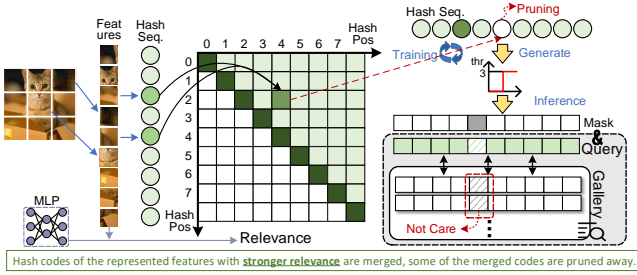 Feat
ures
Hash
Seq.
Hash
Pos
0 1 2 3 4 5 6 7
0
1
2
3
4
5
6
7
Hash
Pos
Relevance
MLP
Hash Seq.
Pruning
Training
Generate
thr
3
Inference
Mask
&
Query
Gallery
Not Care
Hash codes of the represented features with stronger relevance are merged, some of the merged codes are pruned away.